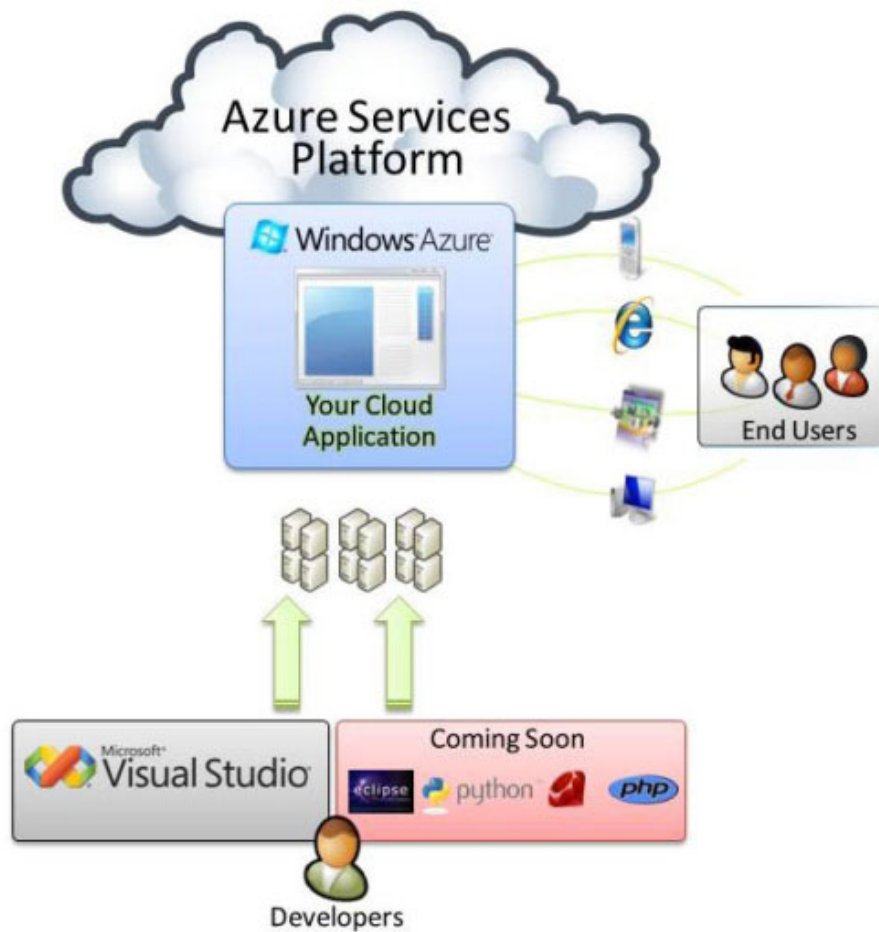 Azure Services
Platform
Windows Azure
Your Cloud
Application
End Users
Microsoft
Visual Studio
Coming Soon
eclipse
python
php
Developers